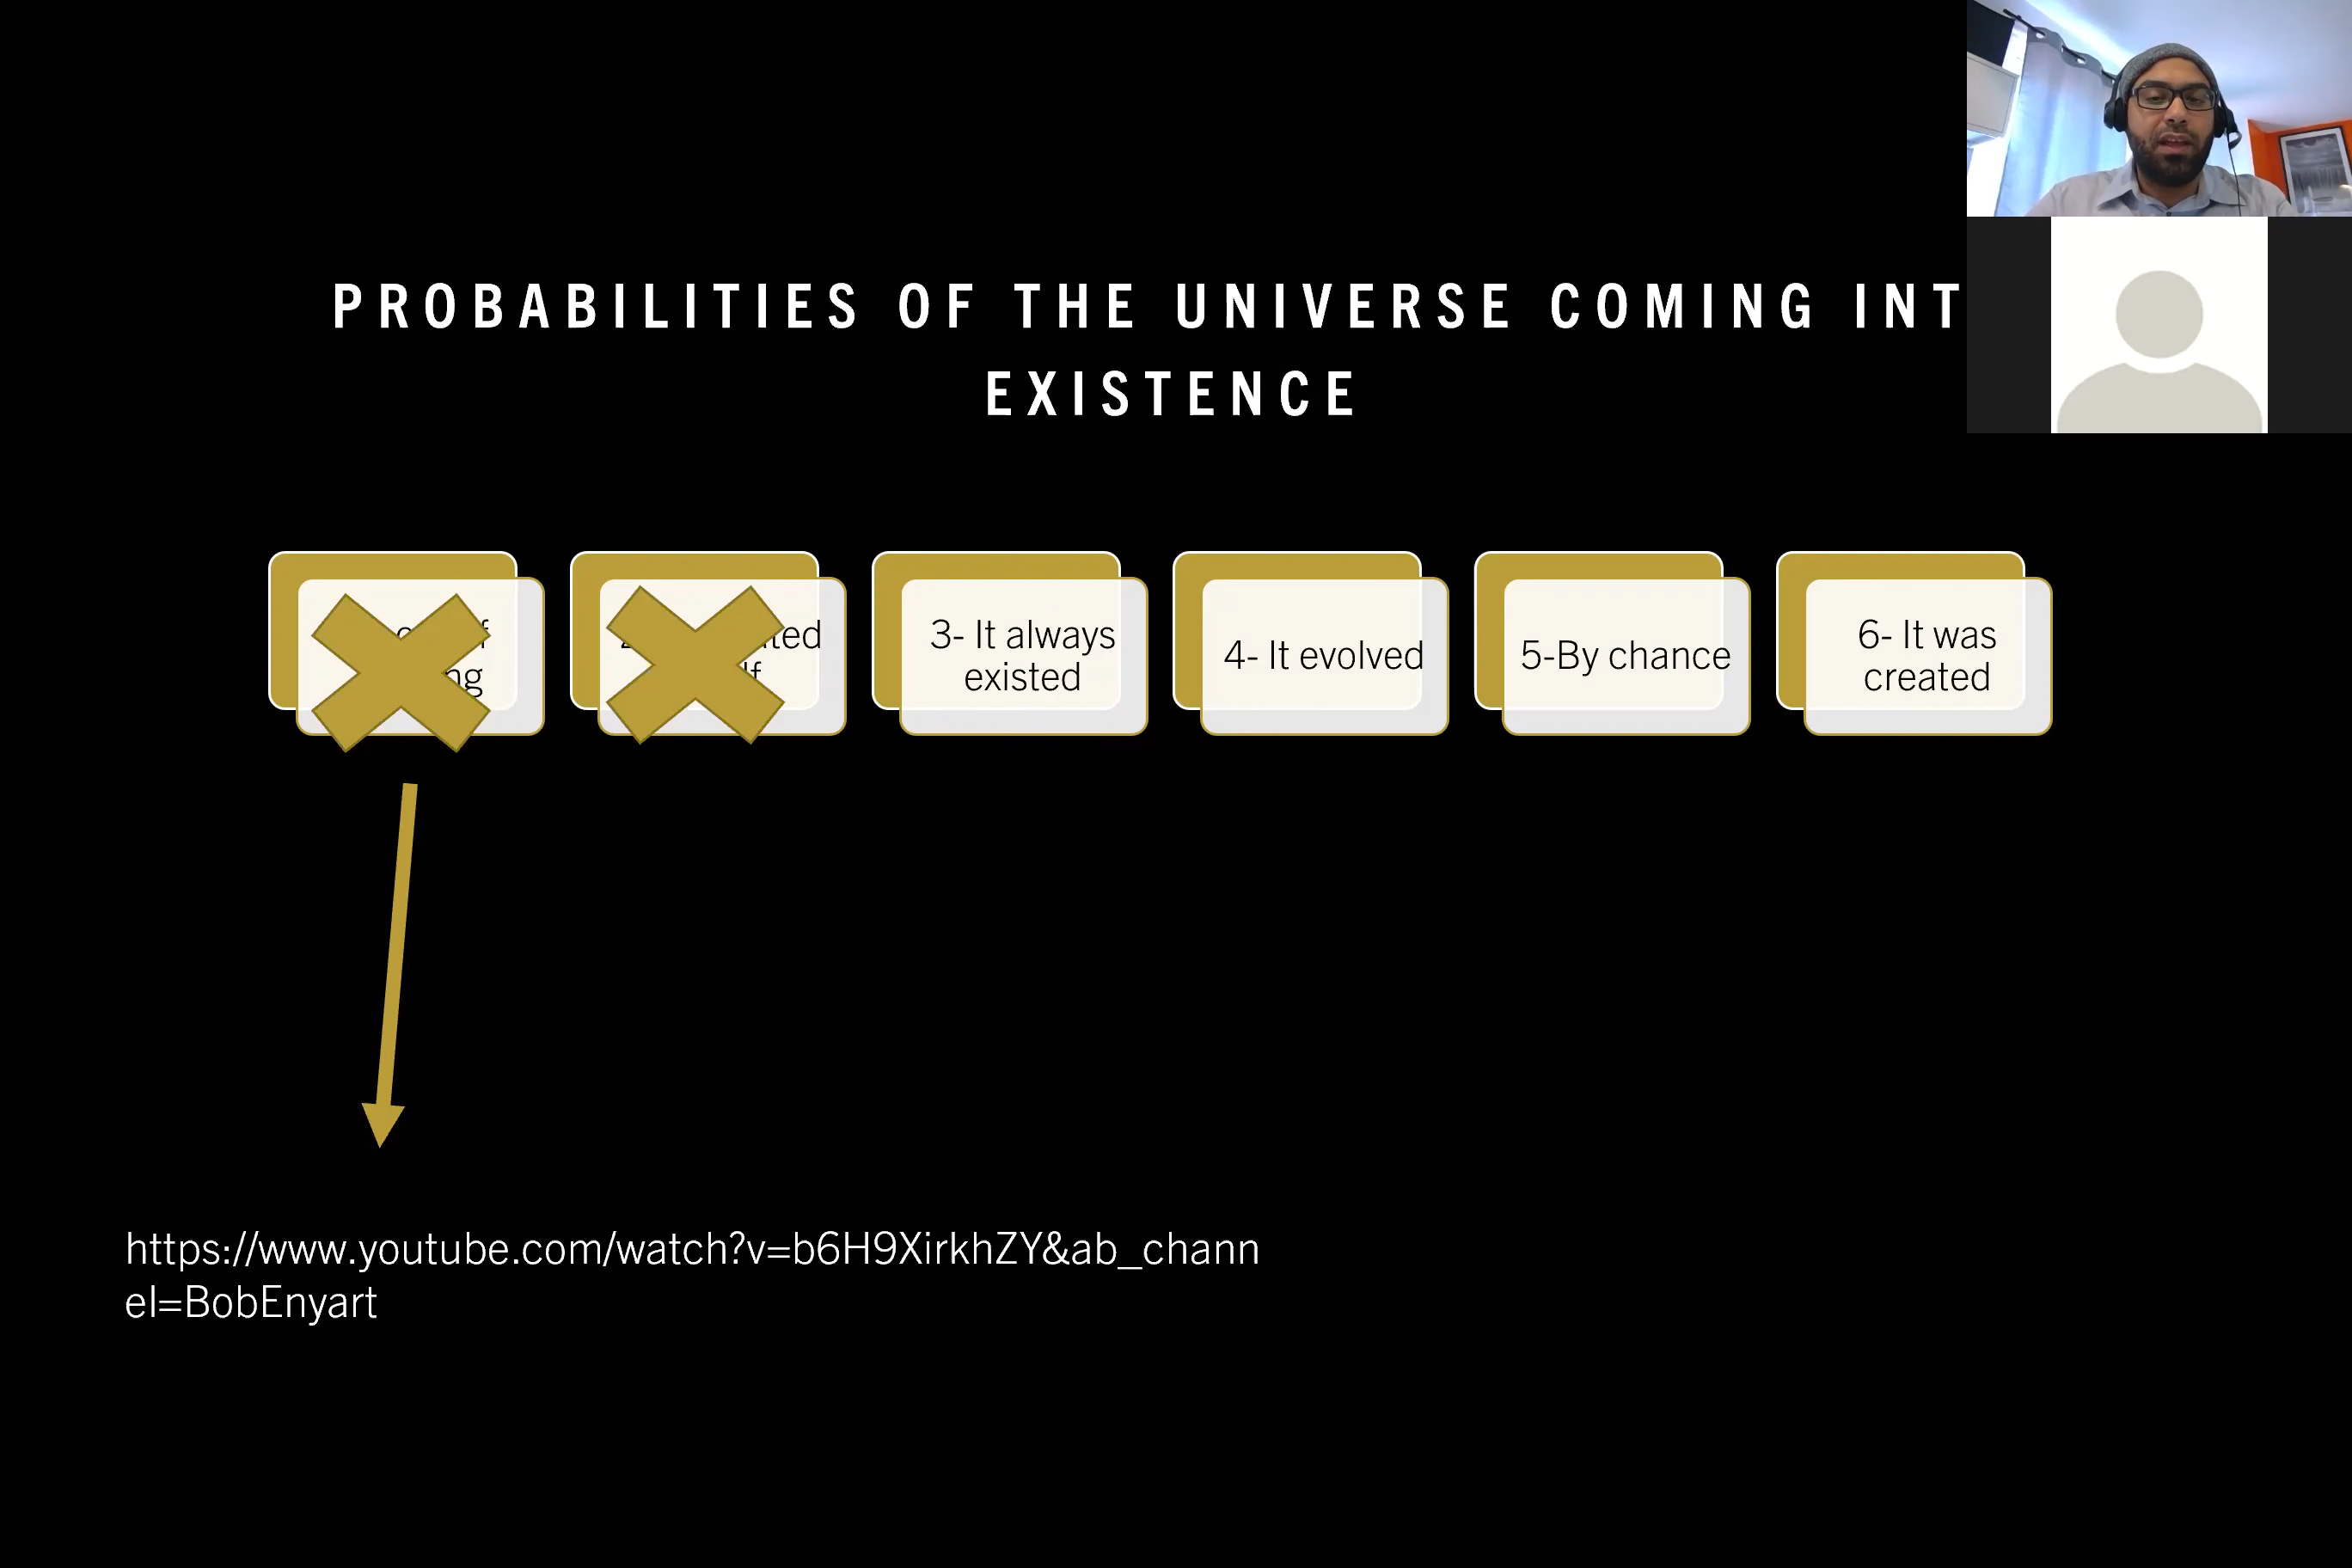 PROBABILITIES OF THE UNIVERSE COMING INT
EXISTENCE
3- It always
existed
4- It evolved
5-By chance
6- It was
created
https://www.youtube.com/watch?v=b6H9XirkhZY&ab_chann
el=BobEnyart